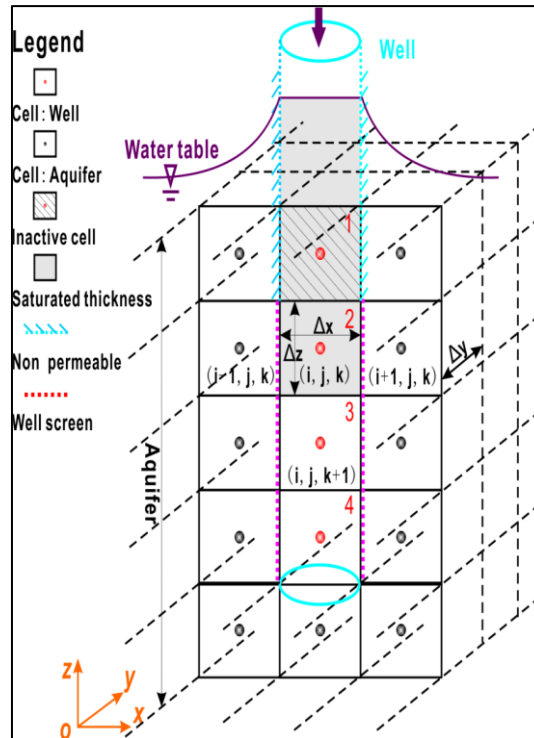 Legend
Cell: Well
Cell: Aquifer
Inactive cell
Saturated thickness
Non permeable
Well screen
Well
Water table
1
2
Δx
Δz
Δy
(i-1, j, k)
(i, j, k)
(i+1, j, k)
3
(i, j, k+1)
4
Aquifer
z
y
o
x